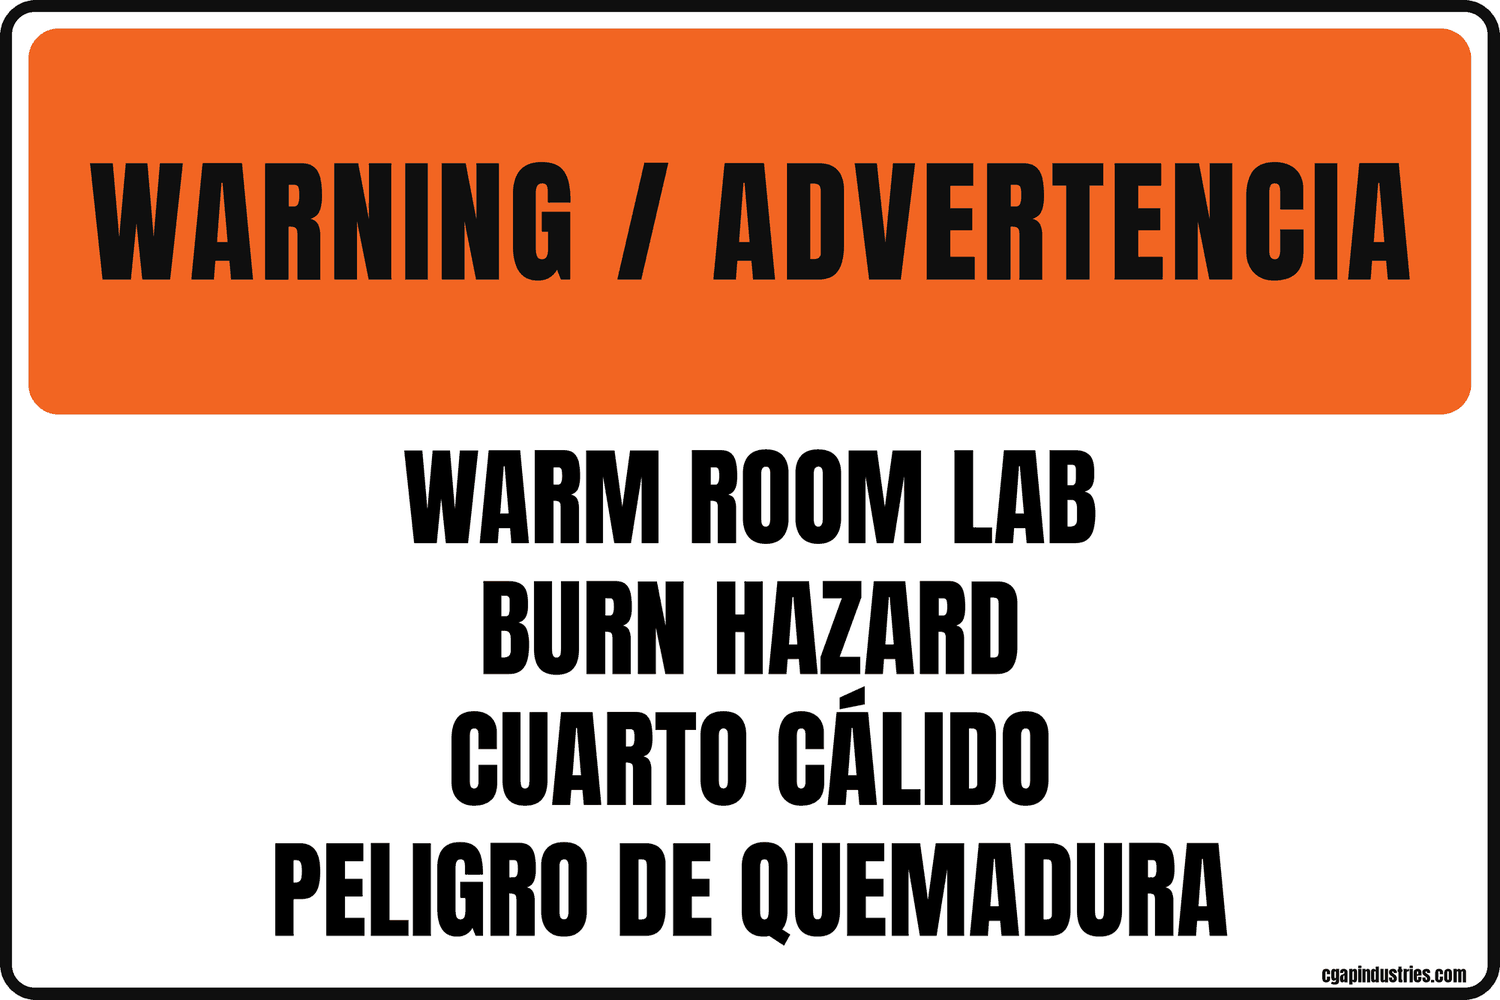 WARNING / ADVERTENCIA
WARM ROOM LAB
BURN HAZARD
CUARTO CÁLIDO
PELIGRO DE QUEMADURA
cgapindustries.com